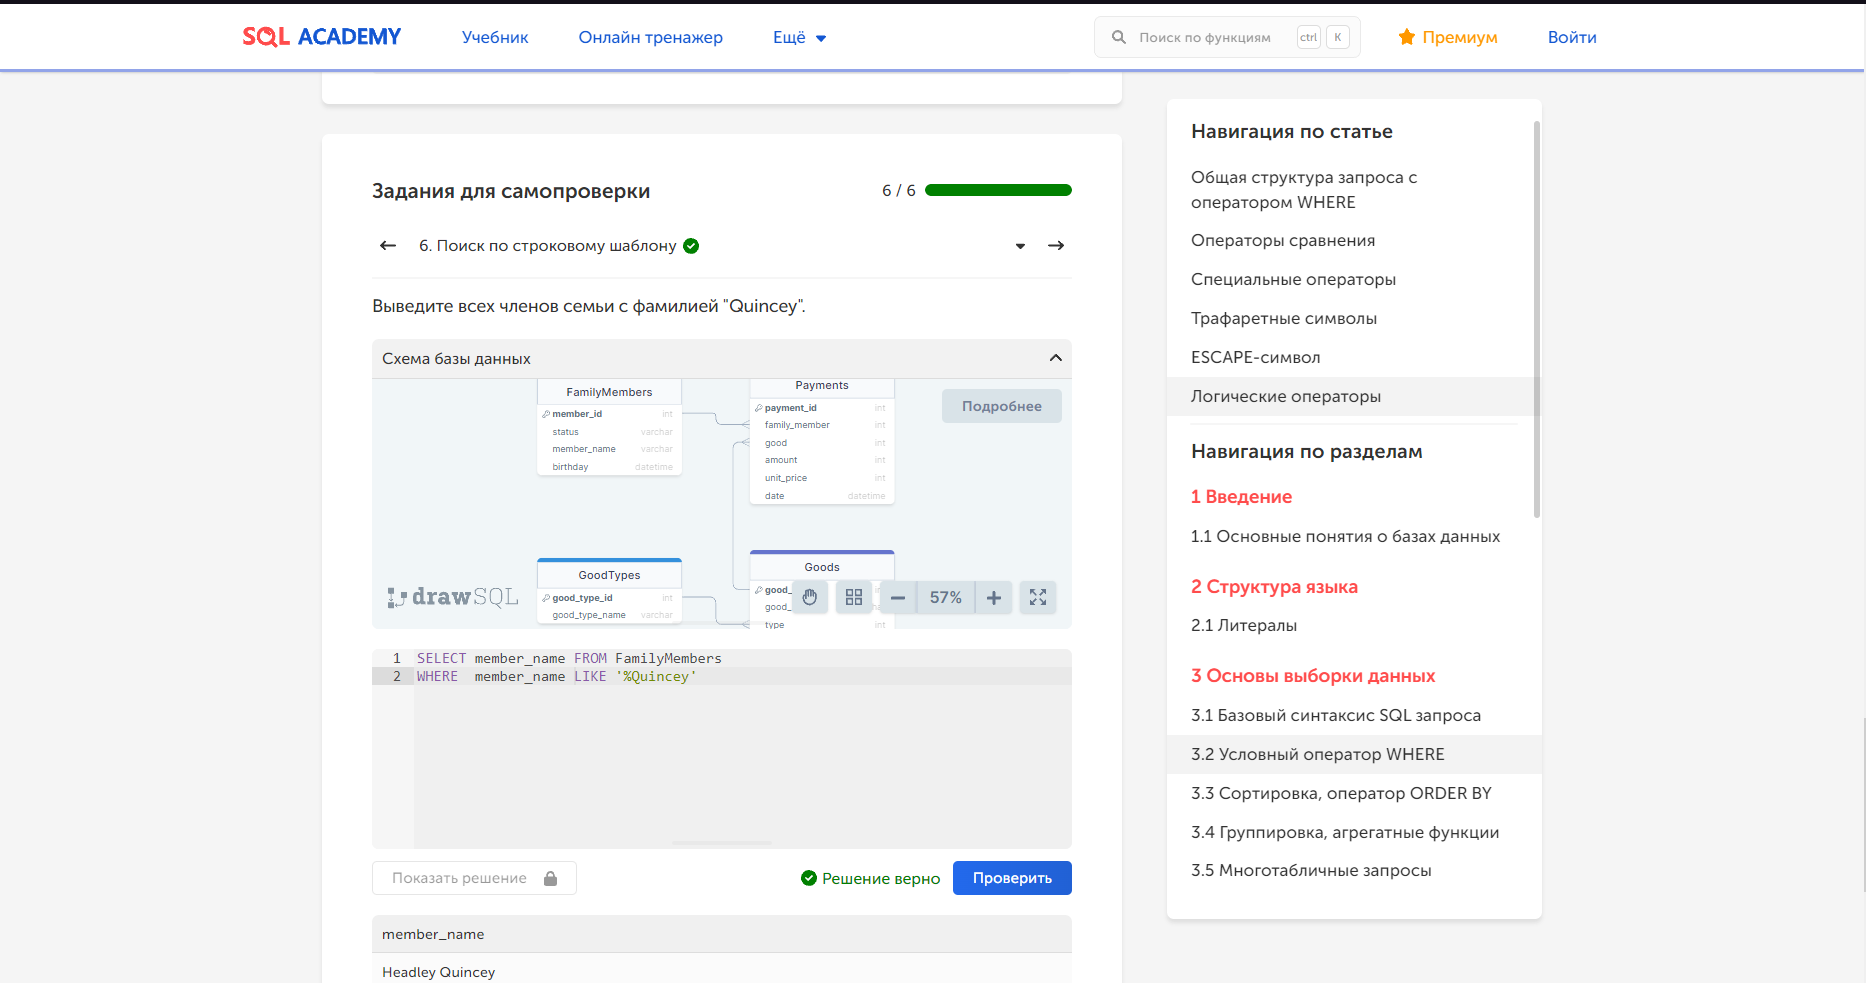 SQL ACADEMY
Учебник
Онлайн тренажер
Ещё
Поиск по функциям
ctrl
K
Премиум
Войти
Задания для самопроверки
6 / 6
6. Поиск по строковому шаблону
Выведите всех членов семьи с фамилией "Quincey".
Схема базы данных
FamilyMembers
member_id int
status varchar
member_name varchar
birthday datetime
Payments
payment_id int
family_member int
good int
amount int
unit_price int
date datetime
Подробнее
GoodTypes
good_type_id int
good_type_name varchar
Goods
good_
good_
type int
drawSQL
57%
1 SELECT member_name FROM FamilyMembers
2 WHERE  member_name LIKE '%Quincey'
Показать решение
Решение верно
Проверить
member_name
Headley Quincey
Навигация по статье
Общая структура запроса с
оператором WHERE
Операторы сравнения
Специальные операторы
Трафаретные символы
ESCAPE-символ
Логические операторы
Навигация по разделам
1 Введение
1.1 Основные понятия о базах данных
2 Структура языка
2.1 Литералы
3 Основы выборки данных
3.1 Базовый синтаксис SQL запроса
3.2 Условный оператор WHERE
3.3 Сортировка, оператор ORDER BY
3.4 Группировка, агрегатные функции
3.5 Многотабличные запросы